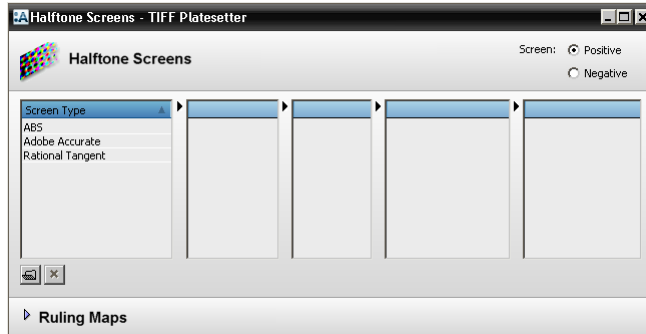 :A Halftone Screens - TIFF Platesetter
Halftone Screens
Screen: Positive
Negative
Screen Type
ABS
Adobe Accurate
Rational Tangent
Ruling Maps